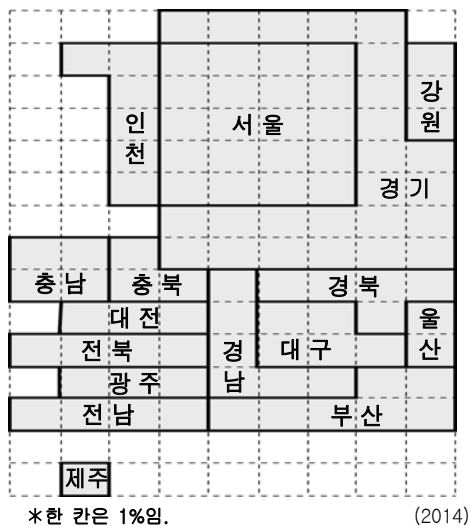 강원
인천
서울
경기
충남
충북
경북
대전
울산
전북
경남
대구
광주
전남
부산
제주
*한 칸은 1%임.
(2014)